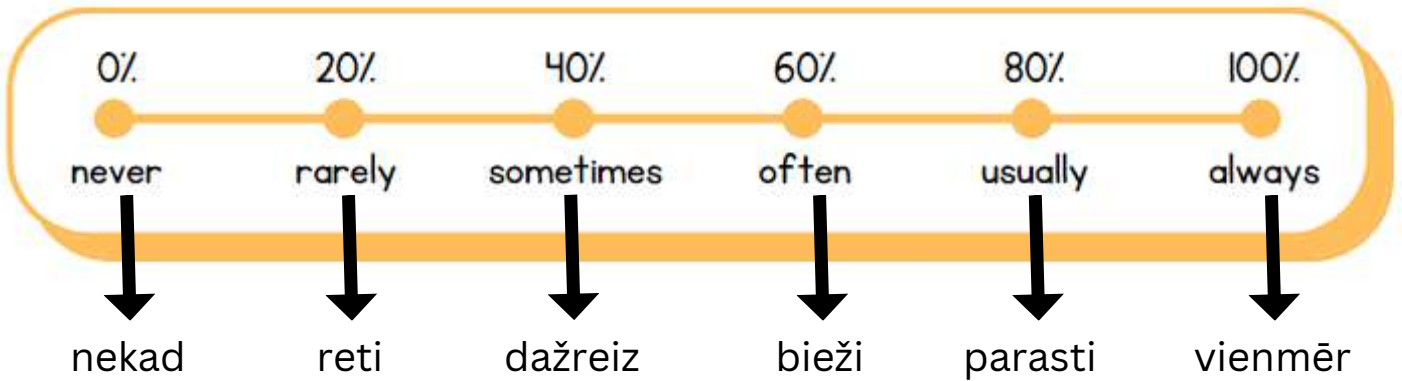 0% 20% 40% 60% 80% 100%
never rarely sometimes often usually always
nekad reti dažreiz bieži parasti vienmēr